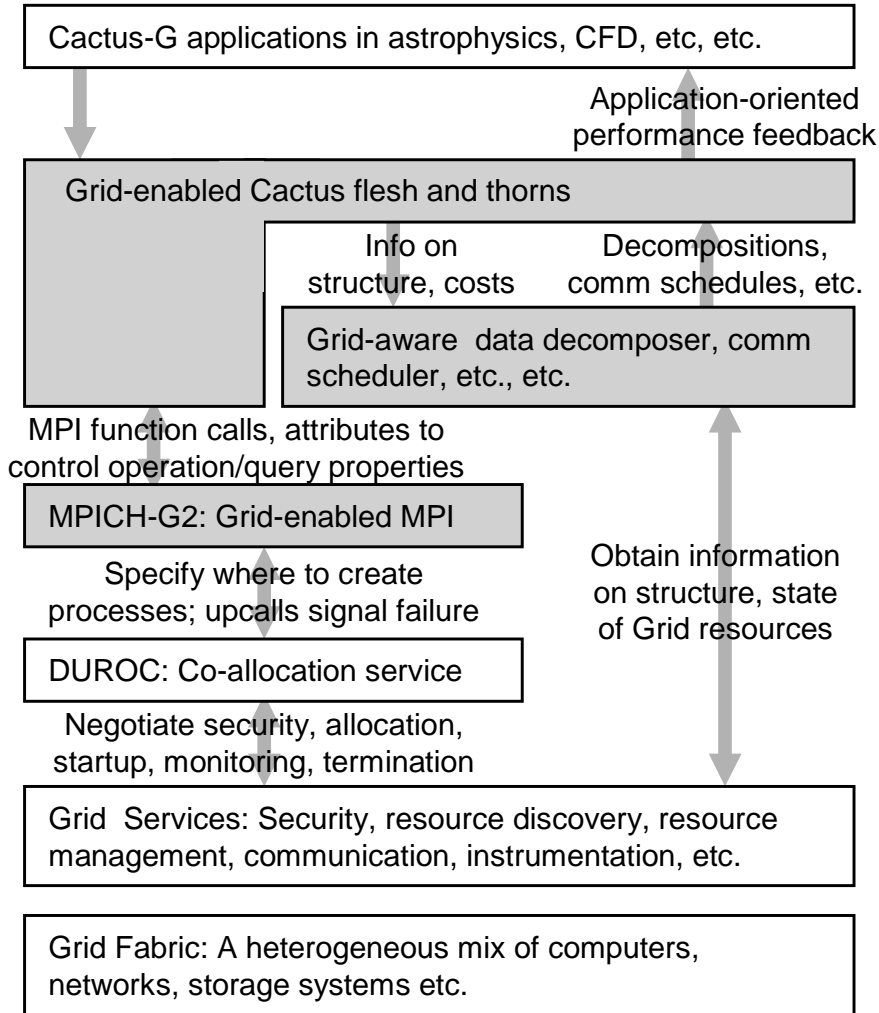 Cactus-G applications in astrophysics, CFD, etc, etc.
Application-oriented
performance feedback
Grid-enabled Cactus flesh and thorns
Info on
structure, costs
Decompositions,
comm schedules, etc.
Grid-aware data decomposer, comm
scheduler, etc., etc.
MPI function calls, attributes to
control operation/query properties
MPICH-G2: Grid-enabled MPI
Specify where to create
processes; upcalls signal failure
Obtain information
on structure, state
of Grid resources
DUROC: Co-allocation service
Negotiate security, allocation,
startup, monitoring, termination
Grid Services: Security, resource discovery, resource
management, communication, instrumentation, etc.
Grid Fabric: A heterogeneous mix of computers,
networks, storage systems etc.